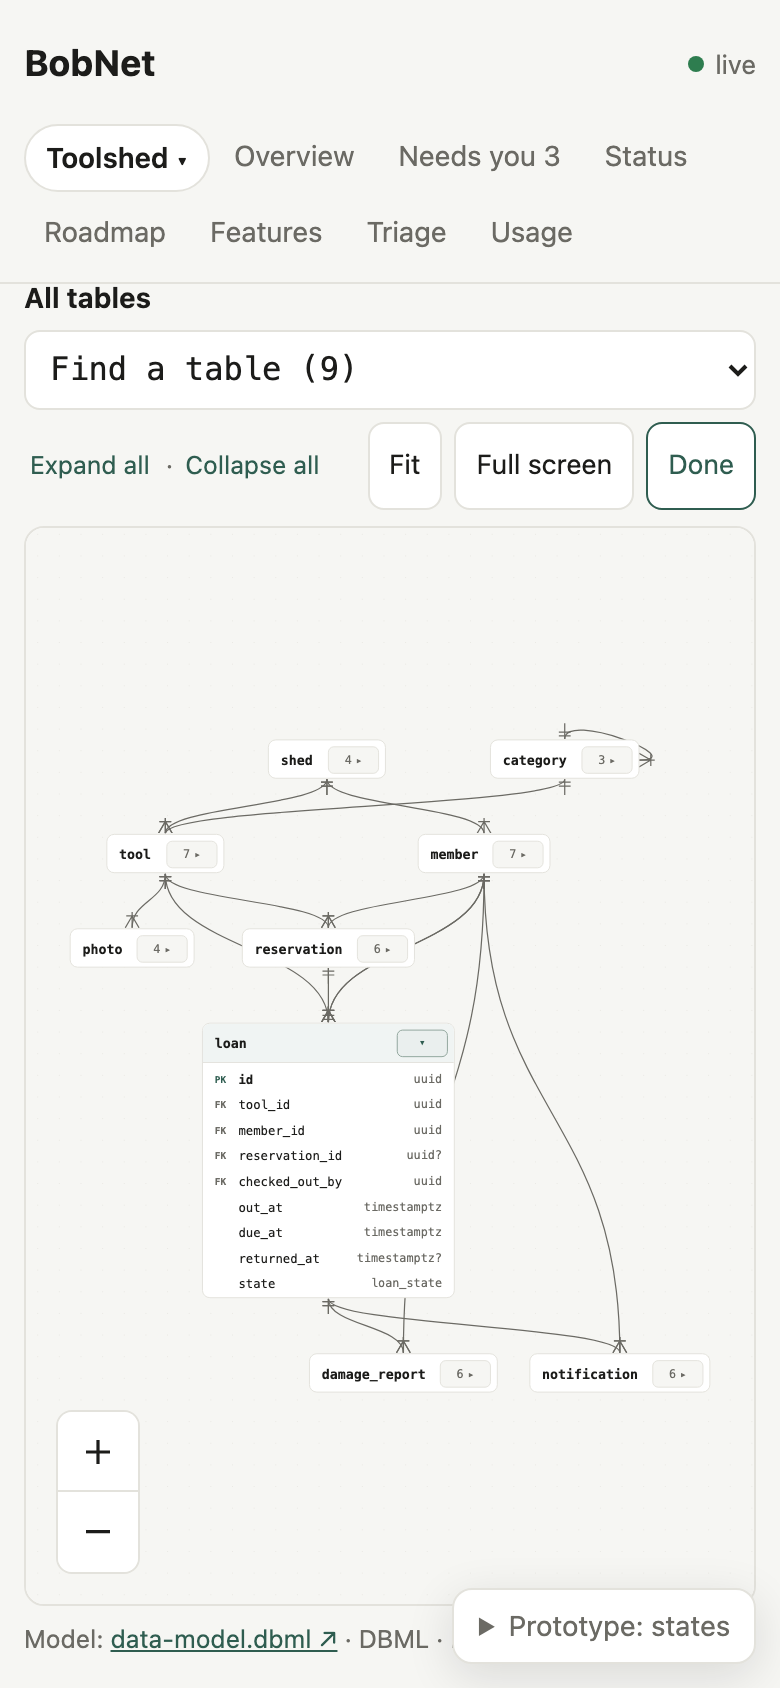 BobNet
live
Toolshed ▾ Overview Needs you 3 Status
Roadmap Features Triage Usage
All tables
Find a table (9)
Expand all · Collapse all Fit Full screen Done
shed 4 ▸ category 3 ▸
tool 7 ▸ member 7 ▸
photo 4 ▸ reservation 6 ▸
loan ▾
PK id uuid
FK tool_id uuid
FK member_id uuid
FK reservation_id uuid?
FK checked_out_by uuid
out_at timestamptz
due_at timestamptz
returned_at timestamptz?
state loan_state
damage_report 6 ▸ notification 6 ▸
+
−
Model: data-model.dbml ↗ · DBML ·
▶ Prototype: states